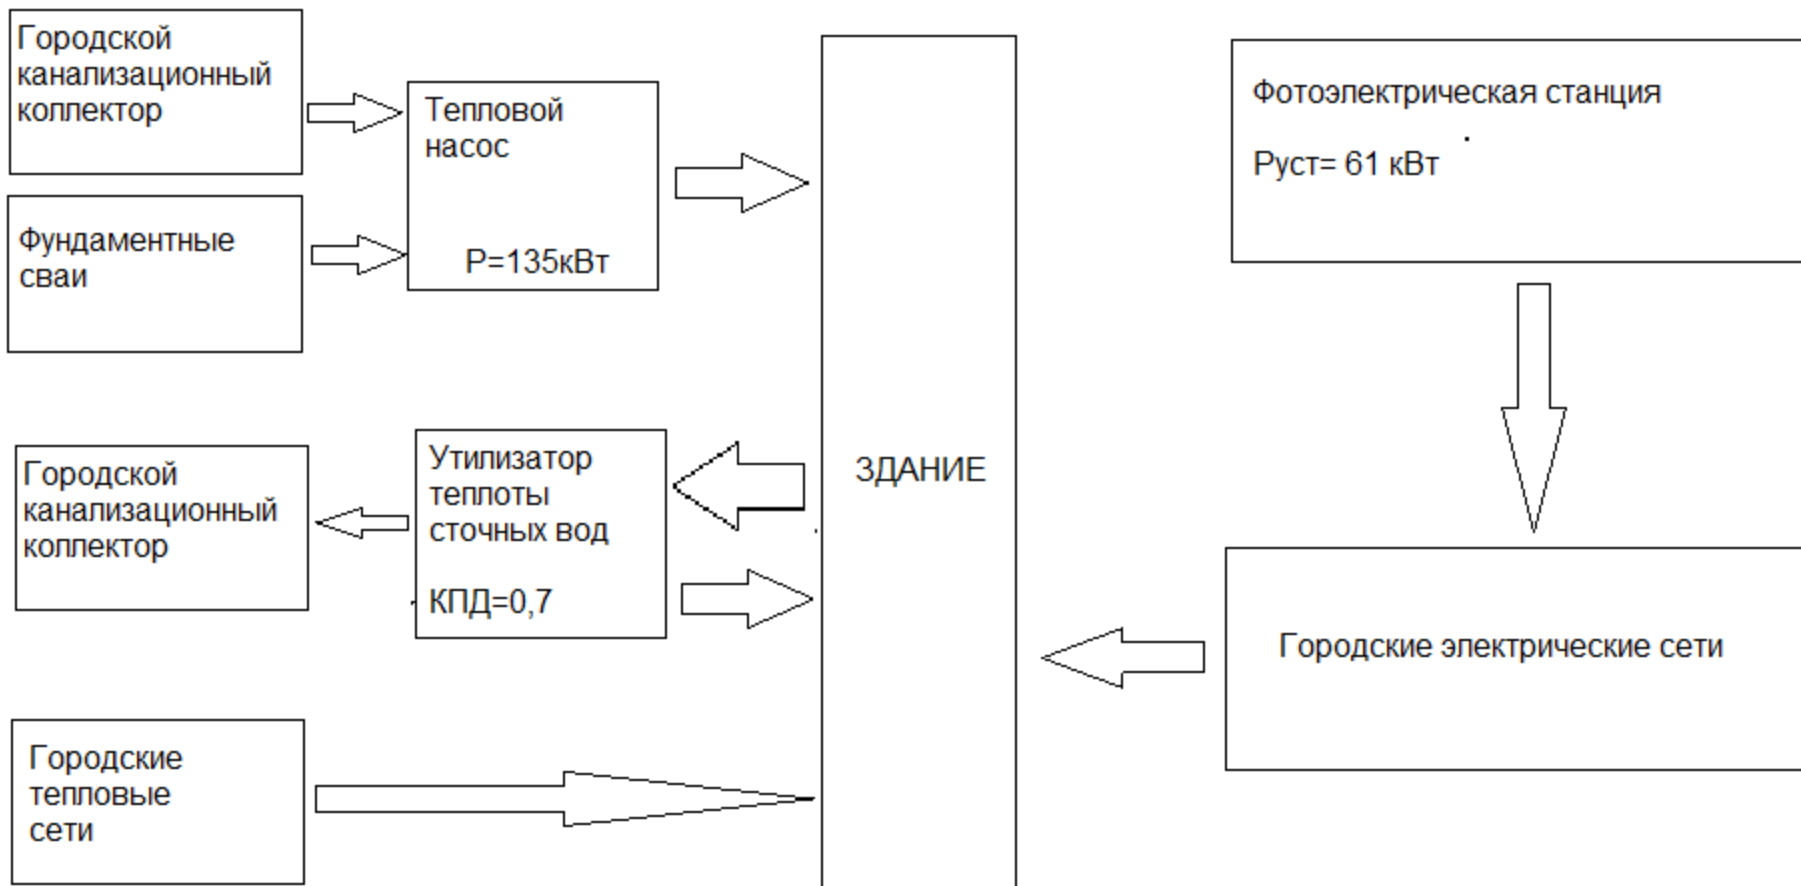 Городской
канализационный
коллектор
Тепловой
насос
P=135кВт
Фундаментные
сваи
Городской
канализационный
коллектор
Утилизатор
теплоты
сточных вод
КПД=0,7
Городские
тепловые
сети
ЗДАНИЕ
Фотоэлектрическая станция
Pуст= 61 кВт
Городские электрические сети